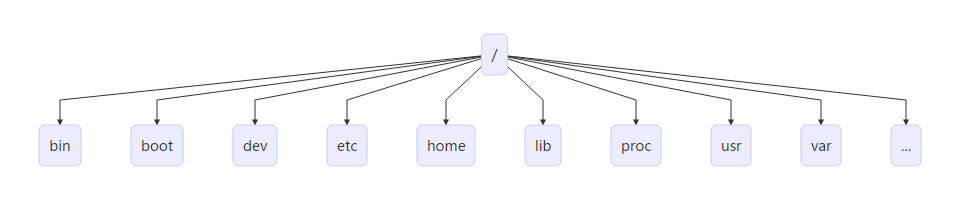 /
bin boot dev etc home lib proc usr var ...